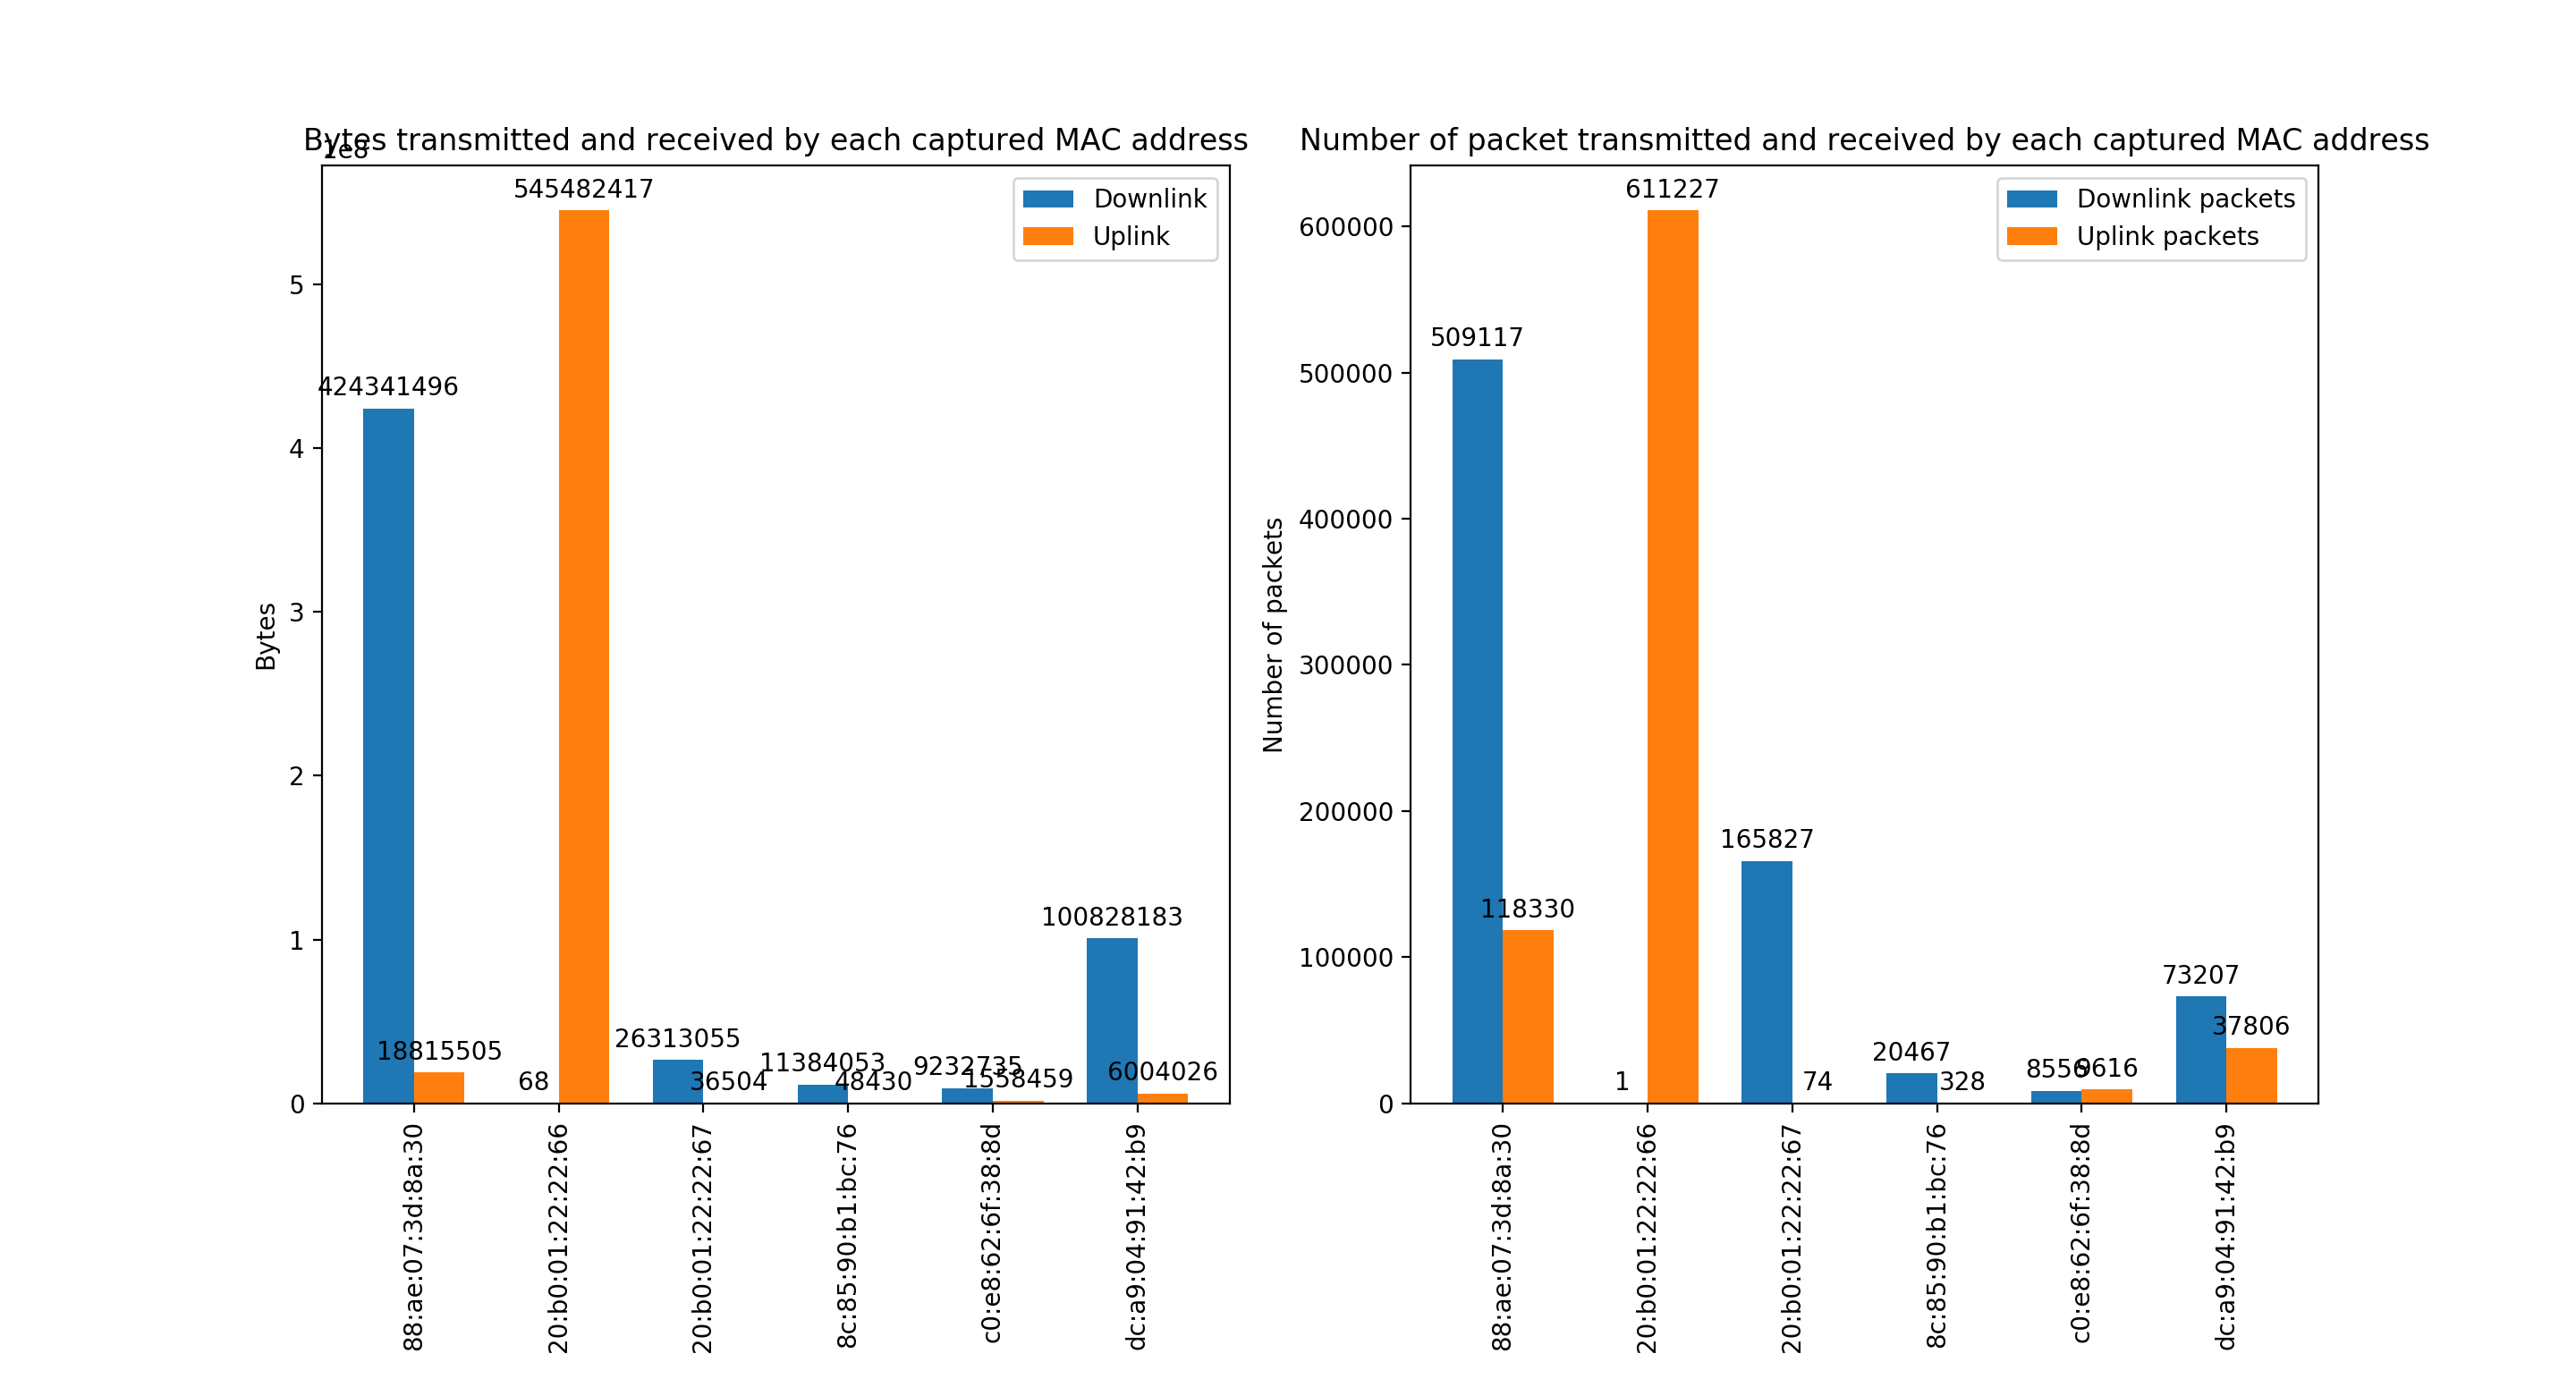 Bytes transmitted and received by each captured MAC address
1e8
Downlink
Uplink
Bytes
5
4
3
2
1
0
424341496
18815505
68
545482417
26313055
36504
11384053
48430
9232735
1558459
100828183
6004026
88:ae:07:3d:8a:30
20:b0:01:22:22:66
20:b0:01:22:22:67
8c:85:90:b1:bc:76
c0:e8:62:6f:38:8d
dc:a9:04:91:42:b9
Number of packet transmitted and received by each captured MAC address
Downlink packets
Uplink packets
Number of packets
600000
500000
400000
300000
200000
100000
0
509117
118330
1
611227
165827
74
20467
328
8556
9616
73207
37806
88:ae:07:3d:8a:30
20:b0:01:22:22:66
20:b0:01:22:22:67
8c:85:90:b1:bc:76
c0:e8:62:6f:38:8d
dc:a9:04:91:42:b9